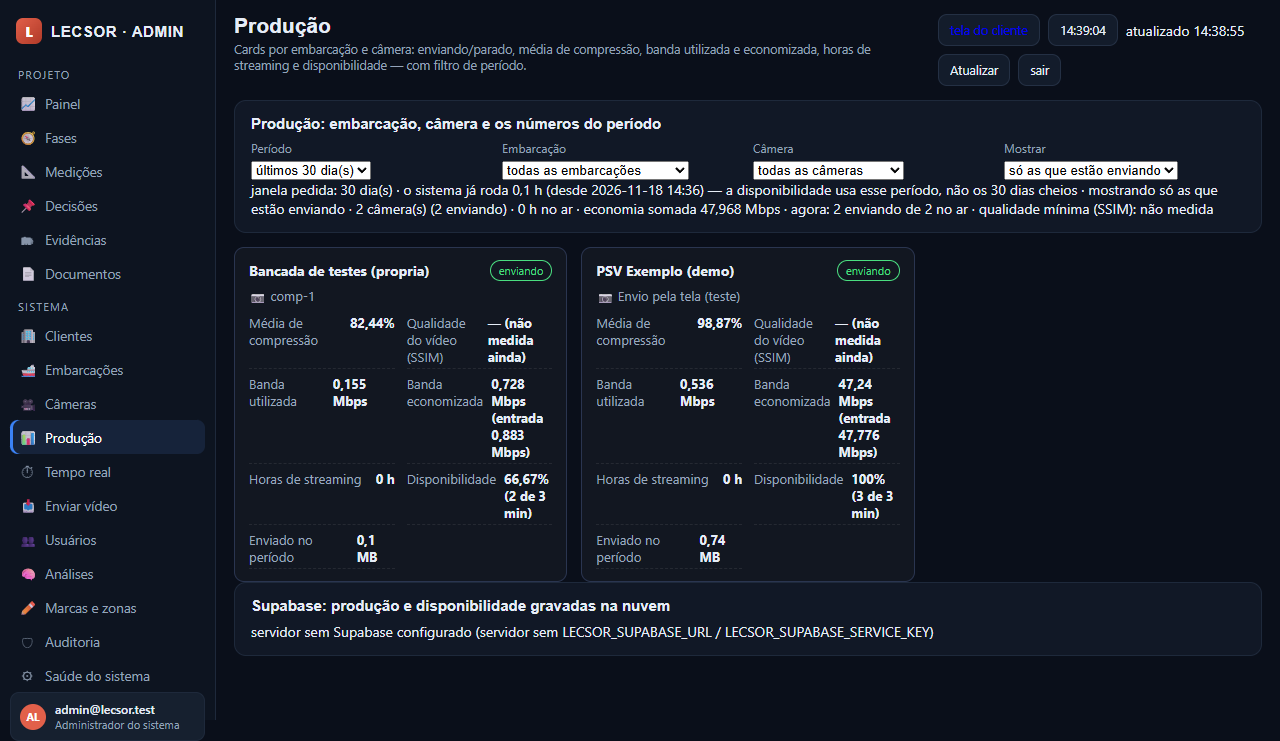 L LECSOR · ADMIN
PROJETO
Painel
Fases
Medições
Decisões
Evidências
Documentos
SISTEMA
Clientes
Embarcações
Câmeras
Produção
Tempo real
Enviar vídeo
Usuários
Análises
Marcas e zonas
Auditoria
Saúde do sistema
AL admin@lecsor.test
Administrador do sistema
Produção
Cards por embarcação e câmera: enviando/parado, média de compressão, banda utilizada e economizada, horas de
streaming e disponibilidade — com filtro de período.
tela do cliente 14:39:04 atualizado 14:38:55
Atualizar sair
Produção: embarcação, câmera e os números do período
Período Embarcação Câmera Mostrar
últimos 30 dia(s) todas as embarcações todas as câmeras só as que estão enviando
janela pedida: 30 dia(s) · o sistema já roda 0,1 h (desde 2026-11-18 14:36) — a disponibilidade usa esse período, não os 30 dias cheios · mostrando só as que
estão enviando · 2 câmera(s) (2 enviando) · 0 h no ar · economia somada 47,968 Mbps · agora: 2 enviando de 2 no ar · qualidade mínima (SSIM): não medida
Bancada de testes (propria) enviando
comp-1
Média de
compressão
82,44%
Qualidade
do vídeo
(SSIM)
— (não
medida
ainda)
Banda
utilizada
0,155
Mbps
Banda
economizada
0,728
Mbps
(entrada
0,883
Mbps)
Horas de streaming 0 h
Disponibilidade
66,67%
(2 de 3
min)
Enviado no
período
0,1
MB
PSV Exemplo (demo) enviando
Envio pela tela (teste)
Média de
compressão
98,87%
Qualidade
do vídeo
(SSIM)
— (não
medida
ainda)
Banda
utilizada
0,536
Mbps
Banda
economizada
47,24
Mbps
(entrada
47,776
Mbps)
Horas de streaming 0 h
Disponibilidade
100%
(3 de 3
min)
Enviado no
período
0,74
MB
Supabase: produção e disponibilidade gravadas na nuvem
servidor sem Supabase configurado (servidor sem LECSOR_SUPABASE_URL / LECSOR_SUPABASE_SERVICE_KEY)